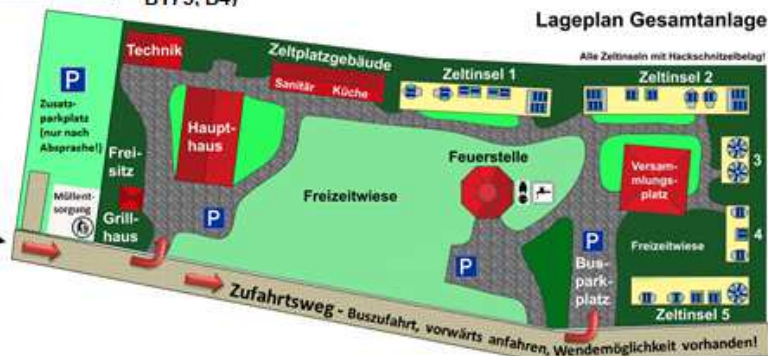 B173, B4)
Lageplan Gesamtanlage
Alle Zeltinseln mit Hackschnitzelbelag!
Technik
Zeltplatzgebäude
Sanitär Küche
Zeltinsel 1
Zeltinsel 2
P
Zusatz-
parkplatz
(nur nach
Absprache!)
Haupt-
haus
Frei-
sitz
Feuerstelle
Versam-
mlungs-
platz
3
Freizeitwiese
Müllent-
sorgung
Grill-
haus
P
P
P
Bus-
park-
platz
Freizeitwiese
4
Zeltinsel 5
Zufahrtsweg - Buszufahrt, vorwärts anfahren, Wendemöglichkeit vorhanden!